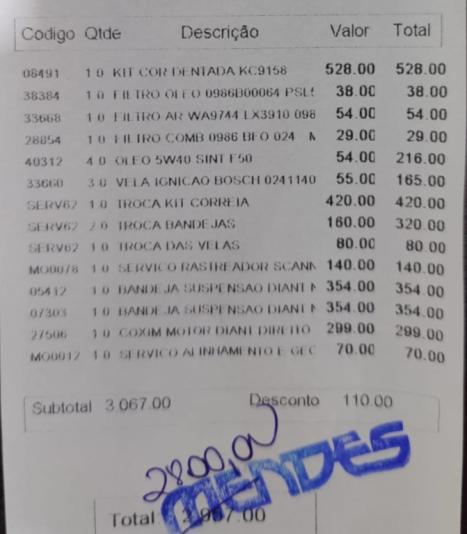 Codigo Qtde Descrição Valor Total
08491 1 0 KIT COR DENTADA KC9158 528.00 528.00
38384 1 0 FILTRO OLEO 0986B00064 PSL5 38.00 38.00
33668 1 0 FILTRO AR WA9744 LX3910 098 54.00 54.00
28854 1 0 FILTRO COMB 0986 BFO 024 29.00 29.00
40312 4 0 OLEO 5W40 SINT F50 54.00 216.00
33660 3 0 VELA IGNICAO BOSCH 0241140 55.00 165.00
SERV62 1 0 TROCA KIT CORREIA 420.00 420.00
SERV62 2 0 TROCA BANDEJAS 160.00 320.00
SERV62 1 0 TROCA DAS VELAS 80.00 80.00
MO0078 1 0 SERVICO RASTREADOR SCANN 140.00 140.00
05412 1 0 BANDEJA SUSPENSAO DIANT 354.00 354.00
07303 1 0 BANDEJA SUSPENSAO DIANT 354.00 354.00
27506 1 0 COXIM MOTOR DIANT DIREITO 299.00 299.00
MO0012 1 0 SERVICO ALINHAMENTO E GEO 70.00 70.00
Subtotal 3.067.00 Desconto 110.00
2800,00
MENDES
Total: 2.957.00